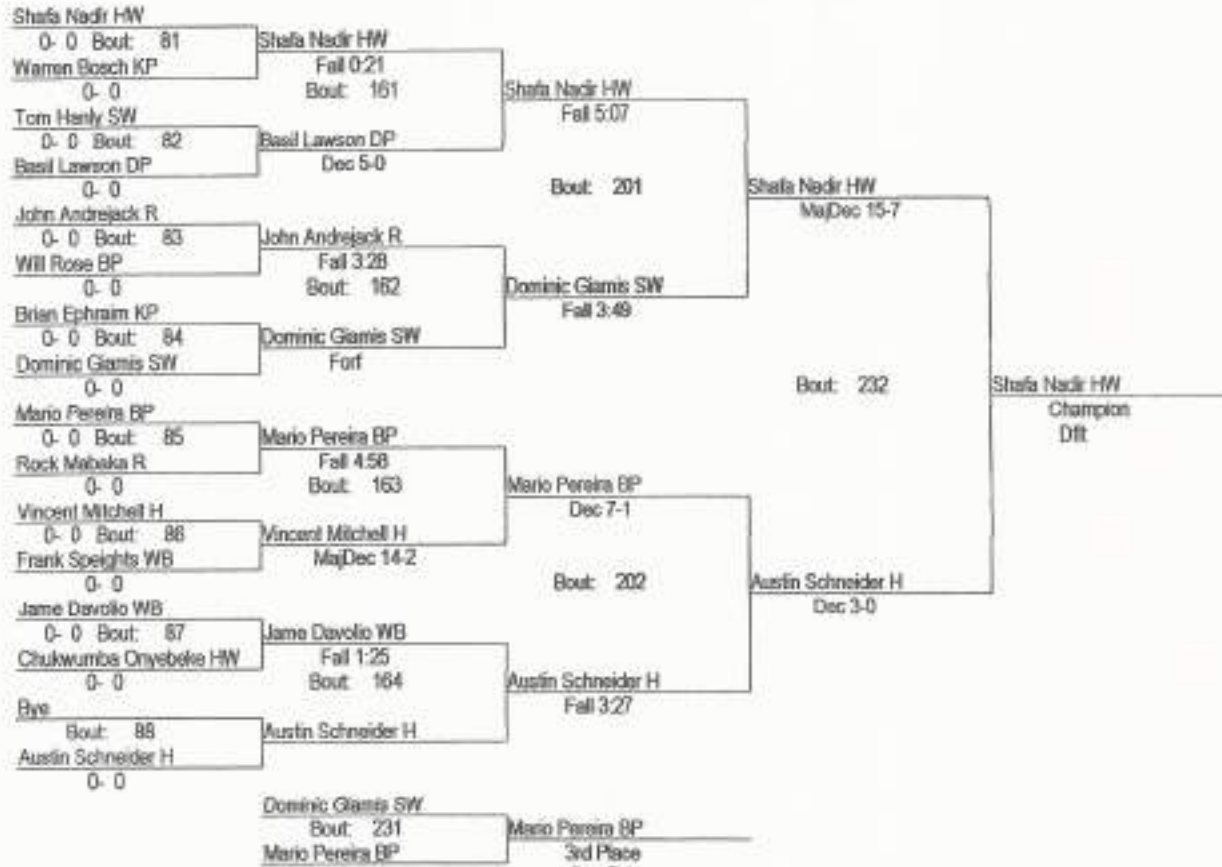 Shafa Nadir HW
0- 0 Bout: 81
Warren Bosch KP
0- 0
Tom Hanly SW
0- 0 Bout: 82
Basil Lawson DP
0- 0
John Andrejack R
0- 0 Bout: 83
Will Rose BP
0- 0
Brian Ephraim KP
0- 0 Bout: 84
Dominic Giamis SW
0- 0
Mario Pereira BP
0- 0 Bout: 85
Rock Mabaka R
0- 0
Vincent Mitchell H
0- 0 Bout: 86
Frank Speights WB
0- 0
Jame Davolio WB
0- 0 Bout: 87
Chukwumba Onyebeke HW
0- 0
Bye
Bout: 88
Austin Schneider H
0- 0
Shafa Nadir HW
Fall 0:21
Bout: 161
Basil Lawson DP
Dec 5-0
John Andrejack R
Fall 3:28
Bout: 162
Dominic Giamis SW
Forf
Mario Pereira BP
Fall 4:58
Bout: 163
Vincent Mitchell H
MajDec 14-2
Jame Davolio WB
Fall 1:25
Bout: 164
Austin Schneider H
Shafa Nadir HW
Fall 5:07
Bout: 201
Dominic Giamis SW
Fall 3:49
Mario Pereira BP
Dec 7-1
Bout: 202
Austin Schneider H
Fall 3:27
Shafa Nadir HW
MajDec 15-7
Bout: 232
Austin Schneider H
Dec 3-0
Shafa Nadir HW
Champion
Dflt
Dominic Giamis SW
Bout: 231
Mario Pereira BP
Mario Pereira BP
3rd Place